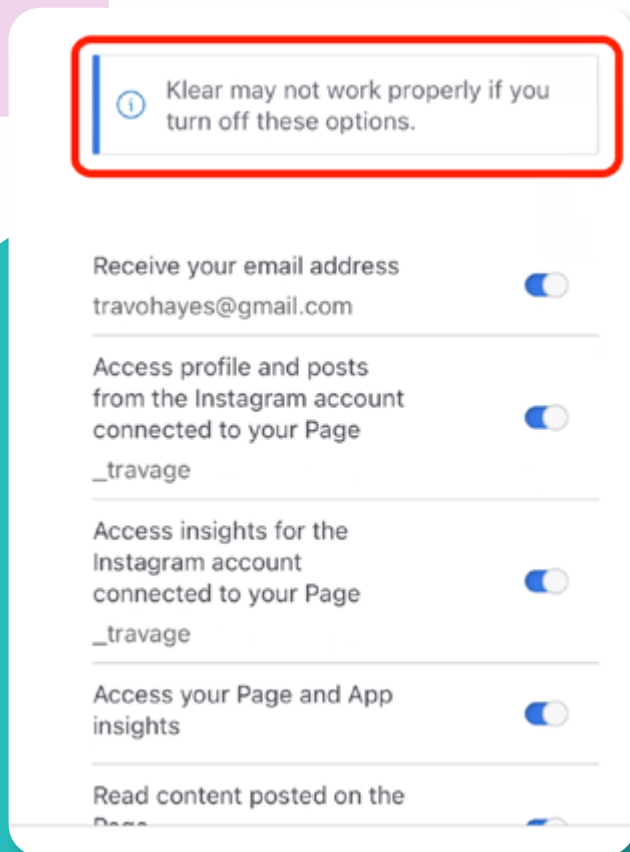 Klear may not work properly if you
turn off these options.
Receive your email address
travohayes@gmail.com
Access profile and posts
from the Instagram account
connected to your Page
_travage
Access insights for the
Instagram account
connected to your Page
_travage
Access your Page and App
insights
Read content posted on the